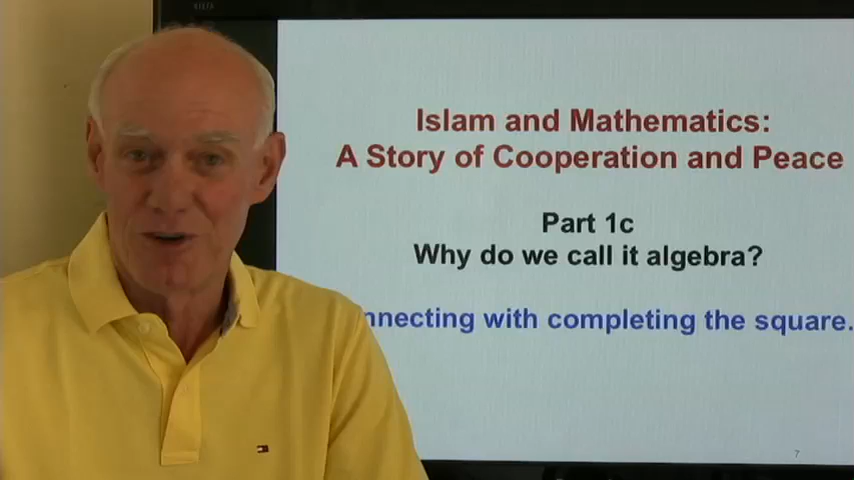 Islam and Mathematics:
A Story of Cooperation and Peace
Part 1c
Why do we call it algebra?
nnecting with completing the square.
7